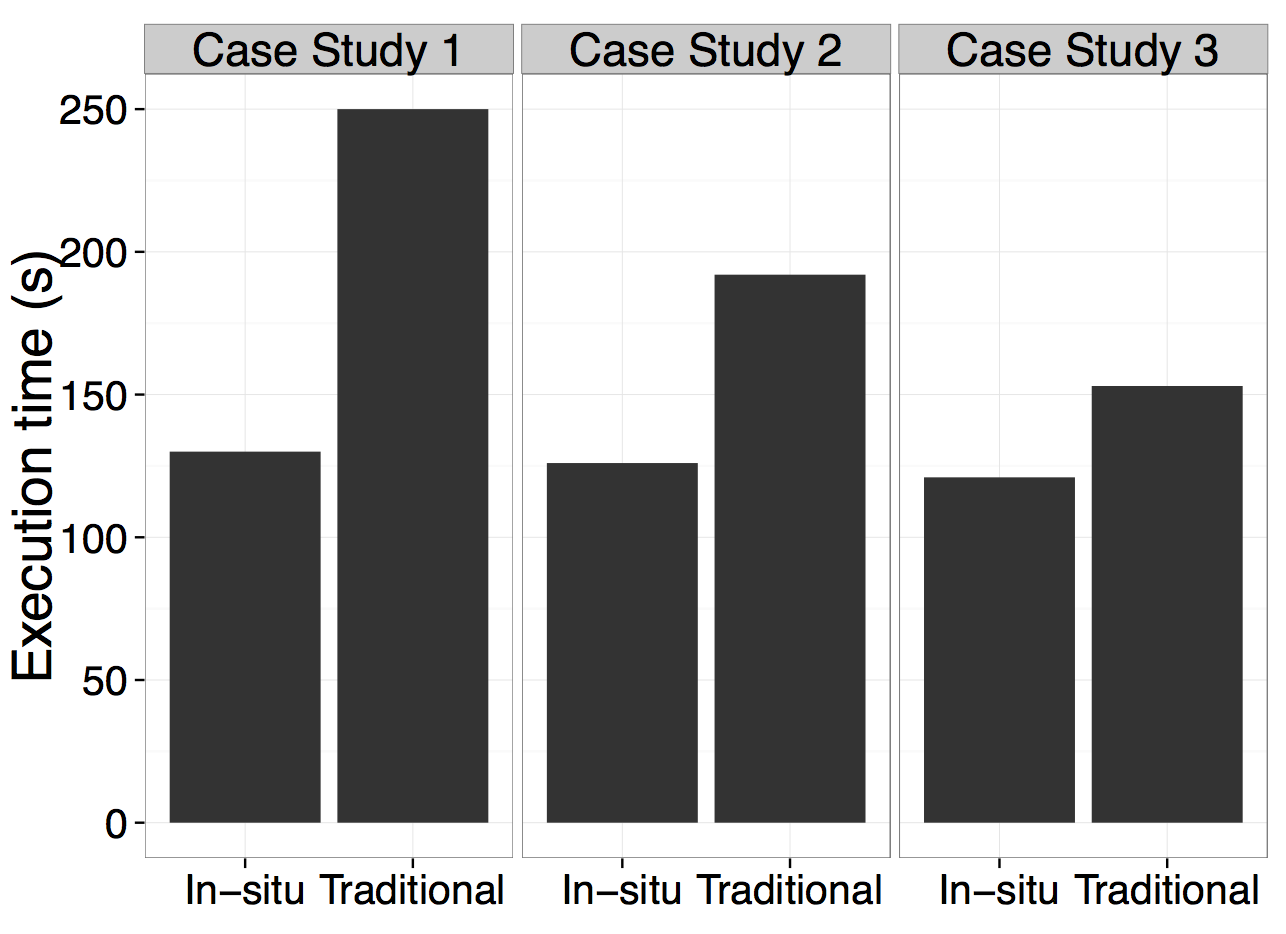 Case Study 1
Case Study 2
Case Study 3
Execution time (s)
250
200
150
100
50
0
In−situ Traditional
In−situ Traditional
In−situ Traditional